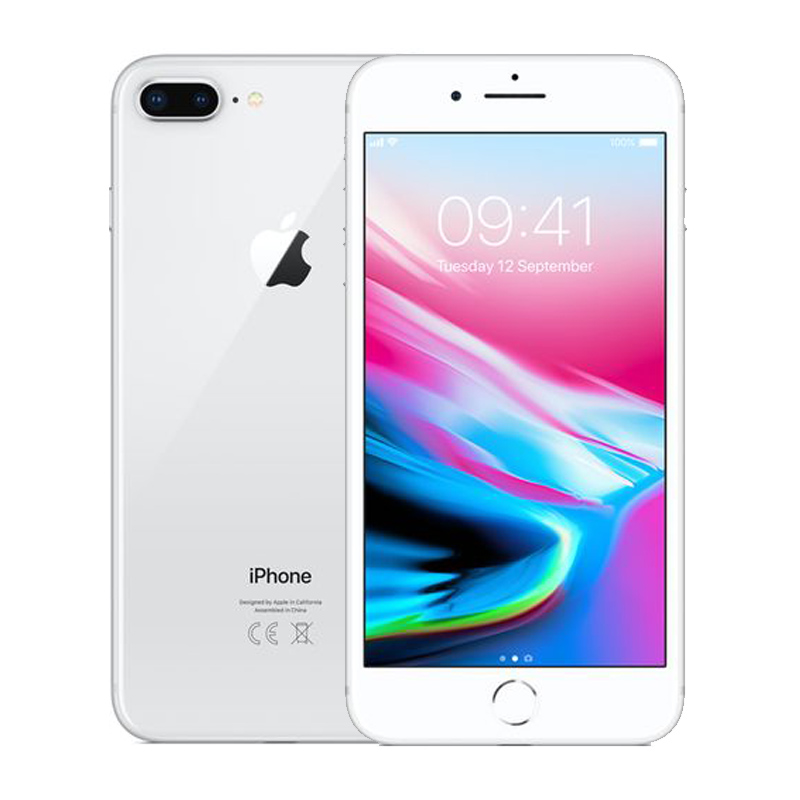 100%
09:41
Tuesday 12 September
iPhone
Designed by Apple in California
Assembled in China
CE